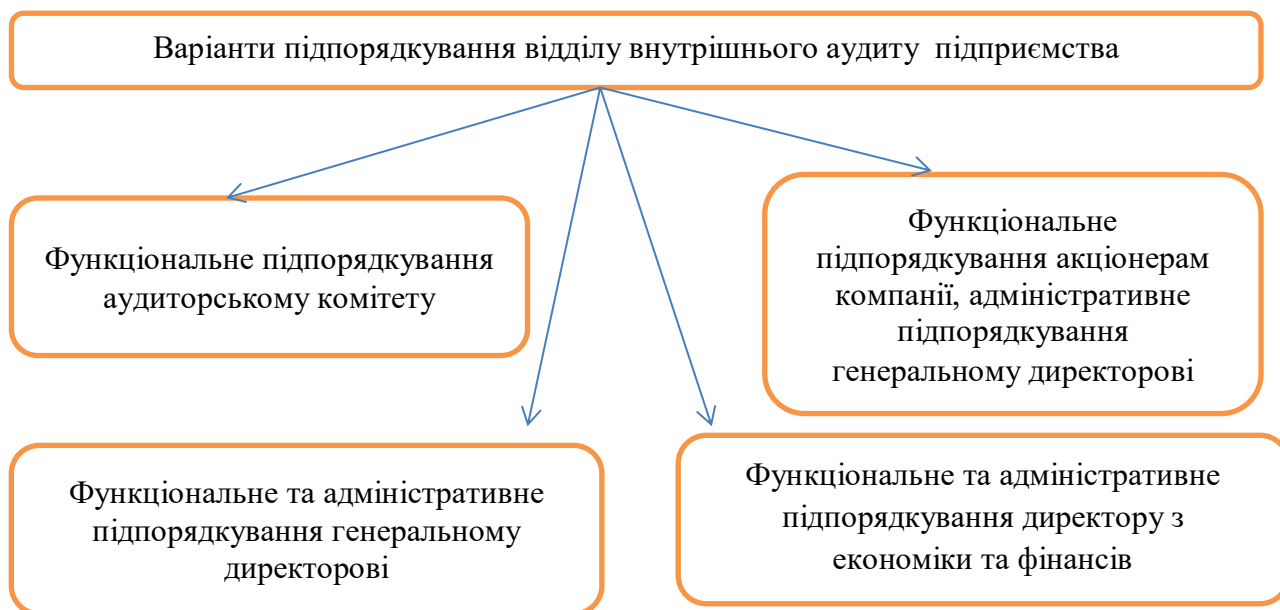 Варіанти підпорядкування відділу внутрішнього аудиту підприємства
Функціональне підпорядкування
аудиторському комітету
Функціональне
підпорядкування акціонерам
компанії, адміністративне
підпорядкування
генеральному директорові
Функціональне та адміністративне
підпорядкування генеральному
директорові
Функціональне та адміністративне
підпорядкування директору з
економіки та фінансів